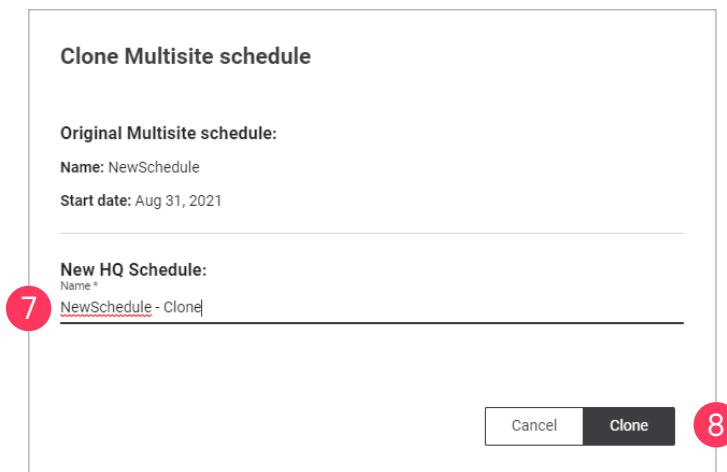 Clone Multisite schedule
Original Multisite schedule:
Name: NewSchedule
Start date: Aug 31, 2021
New HQ Schedule:
Name *
7
NewSchedule - Clone
Cancel
Clone
8